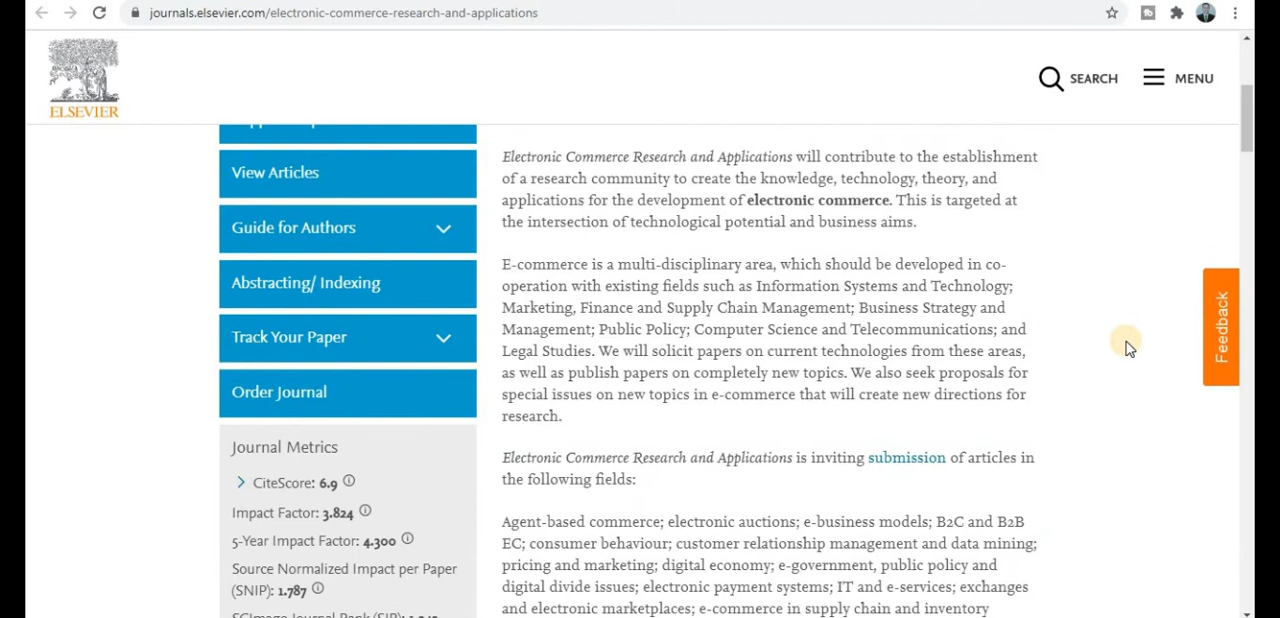 journals.elsevier.com/electronic-commerce-research-and-applications
ELSEVIER
SEARCH
MENU
View Articles
Guide for Authors
Abstracting/ Indexing
Track Your Paper
Order Journal
Journal Metrics
CiteScore: 6.9
Impact Factor: 3.824
5-Year Impact Factor: 4.300
Source Normalized Impact per Paper
(SNIP): 1.787
Electronic Commerce Research and Applications will contribute to the establishment
of a research community to create the knowledge, technology, theory, and
applications for the development of electronic commerce. This is targeted at
the intersection of technological potential and business aims.
E-commerce is a multi-disciplinary area, which should be developed in co-
operation with existing fields such as Information Systems and Technology;
Marketing, Finance and Supply Chain Management; Business Strategy and
Management; Public Policy; Computer Science and Telecommunications; and
Legal Studies. We will solicit papers on current technologies from these areas,
as well as publish papers on completely new topics. We also seek proposals for
special issues on new topics in e-commerce that will create new directions for
research.
Electronic Commerce Research and Applications is inviting submission of articles in
the following fields:
Agent-based commerce; electronic auctions; e-business models; B2C and B2B
EC; consumer behaviour; customer relationship management and data mining;
pricing and marketing; digital economy; e-government, public policy and
digital divide issues; electronic payment systems; IT and e-services; exchanges
and electronic marketplaces; e-commerce in supply chain and inventory
Feedback